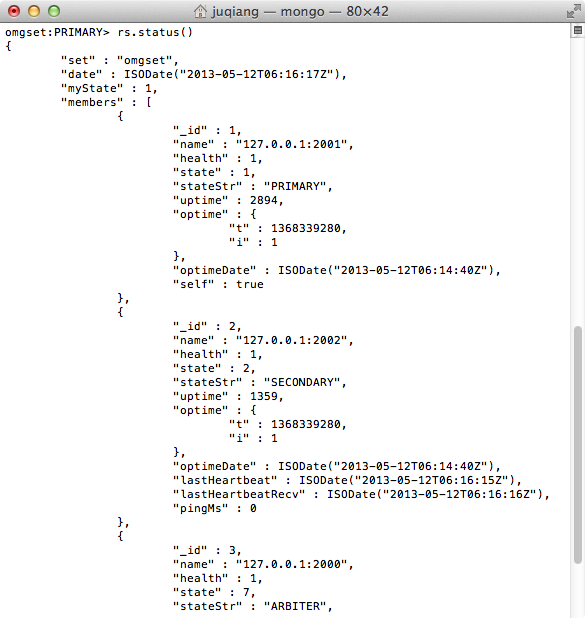 juqiang — mongo — 80×42
omgset:PRIMARY> rs.status()
{
        "set" : "omgset",
        "date" : ISODate("2013-05-12T06:16:17Z"),
        "myState" : 1,
        "members" : [
                {
                        "_id" : 1,
                        "name" : "127.0.0.1:2001",
                        "health" : 1,
                        "state" : 1,
                        "stateStr" : "PRIMARY",
                        "uptime" : 2894,
                        "optime" : {
                                "t" : 1368339280,
                                "i" : 1
                        },
                        "optimeDate" : ISODate("2013-05-12T06:14:40Z"),
                        "self" : true
                },
                {
                        "_id" : 2,
                        "name" : "127.0.0.1:2002",
                        "health" : 1,
                        "state" : 2,
                        "stateStr" : "SECONDARY",
                        "uptime" : 1359,
                        "optime" : {
                                "t" : 1368339280,
                                "i" : 1
                        },
                        "optimeDate" : ISODate("2013-05-12T06:14:40Z"),
                        "lastHeartbeat" : ISODate("2013-05-12T06:16:15Z"),
                        "lastHeartbeatRecv" : ISODate("2013-05-12T06:16:16Z"),
                        "pingMs" : 0
                },
                {
                        "_id" : 3,
                        "name" : "127.0.0.1:2000",
                        "health" : 1,
                        "state" : 7,
                        "stateStr" : "ARBITER",